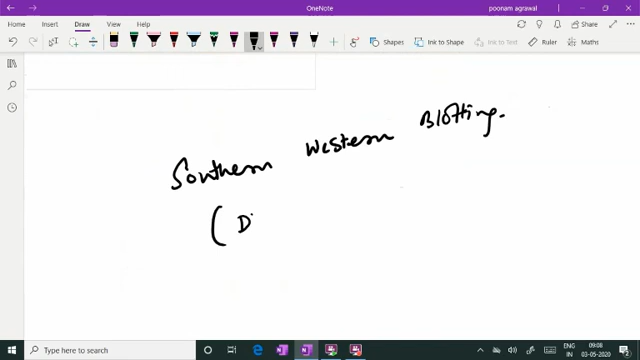 OneNote
poonam agrawal
Home Insert Draw View Help
Share
Shapes Ink to Shape Ink to Text Ruler Maths
Southern Western Blotting.
( D
Type here to search
ENG
IN
09:08
03-05-2020